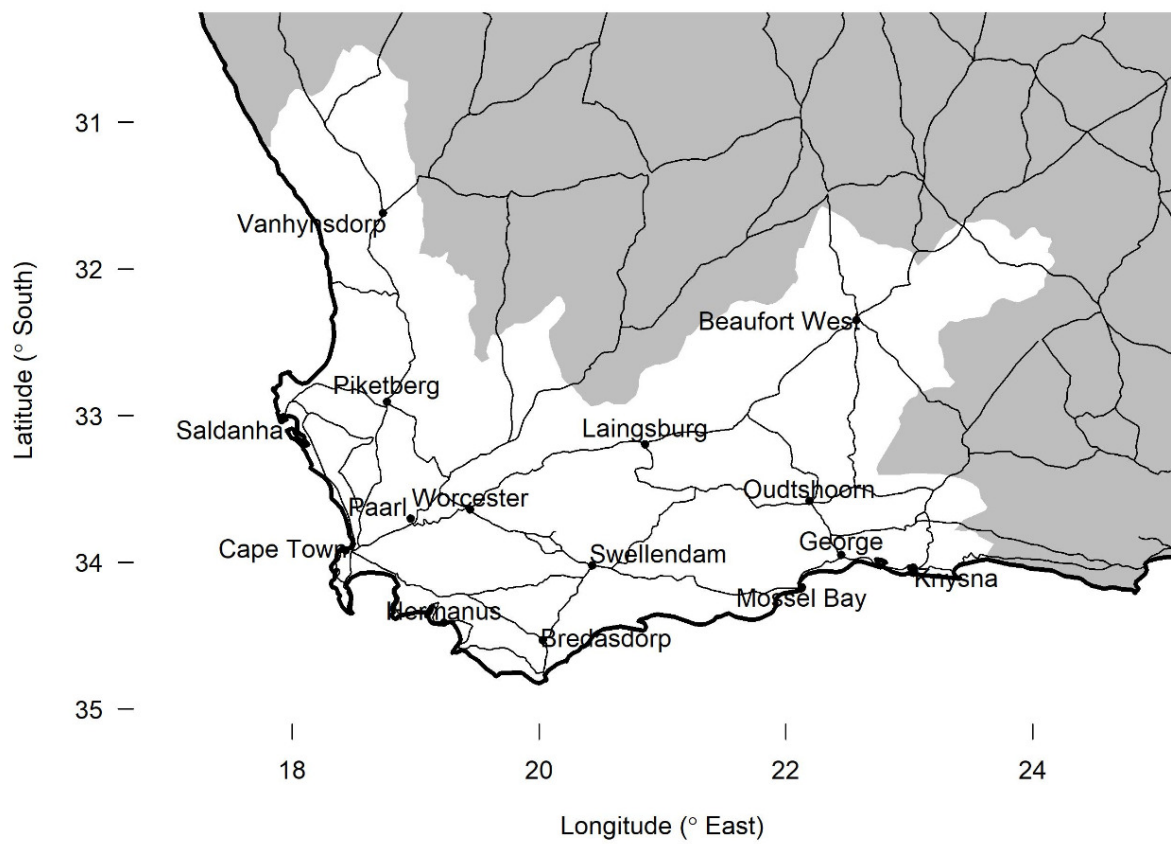 31
Vanhynsdorp
32
Beaufort West
Piketberg
33
Saldanha
Laingsburg
Oudtshoorn
Paarl
Worcester
George
Cape Town
34
Swellendam
Knysna
Mossel Bay
Hermanus
Bredasdorp
35
Latitude (° South)
18
20
22
24
Longitude (° East)